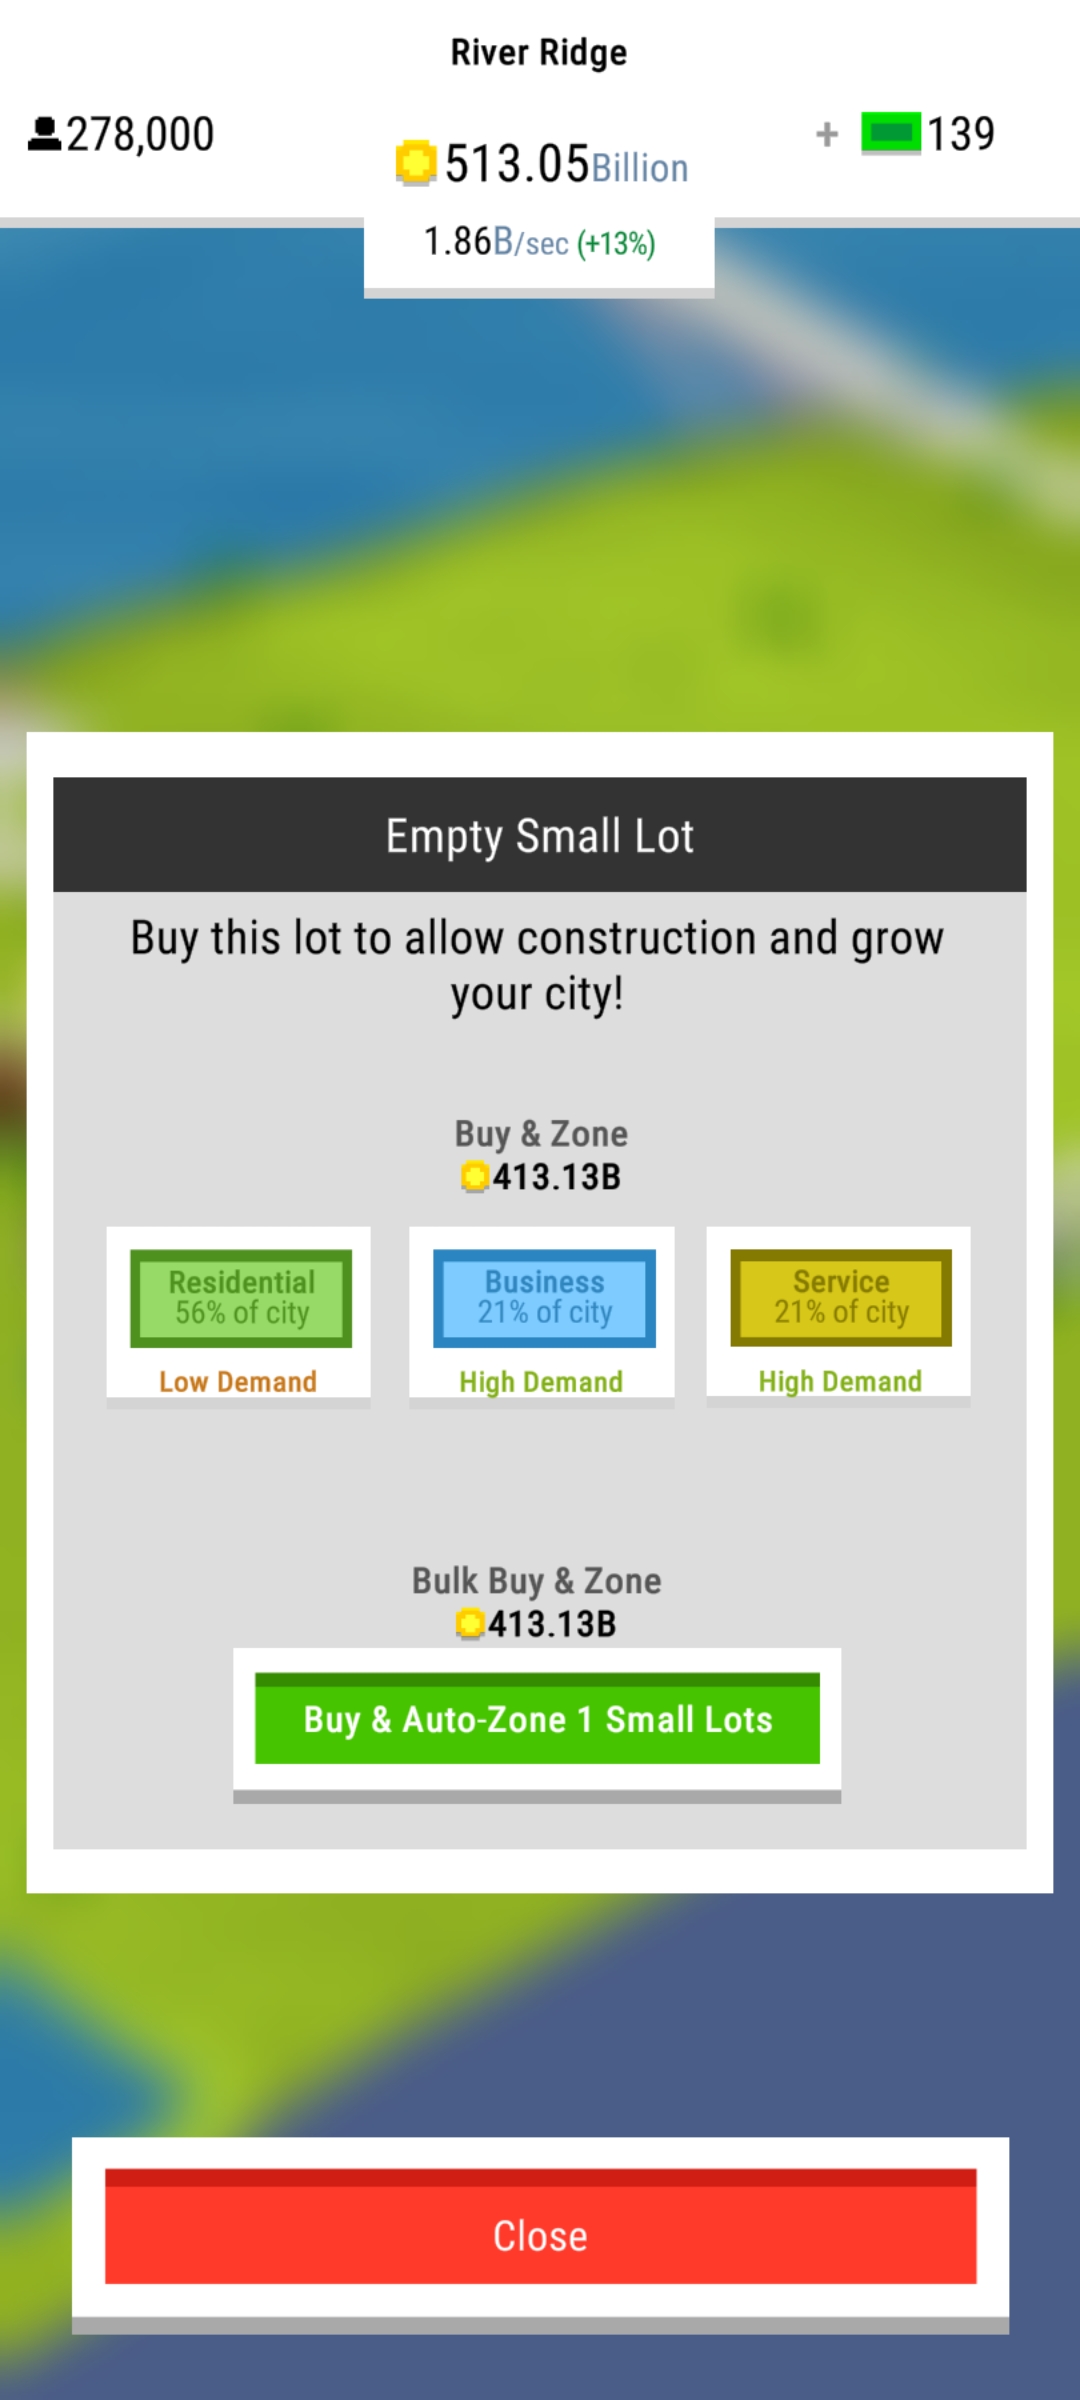 River Ridge
278,000
513.05Billion
+ 139
1.86B/sec (+13%)
Empty Small Lot
Buy this lot to allow construction and grow
your city!
Buy & Zone
413.13B
Residential
56% of city
Low Demand
Business
21% of city
High Demand
Service
21% of city
High Demand
Bulk Buy & Zone
413.13B
Buy & Auto-Zone 1 Small Lots
Close